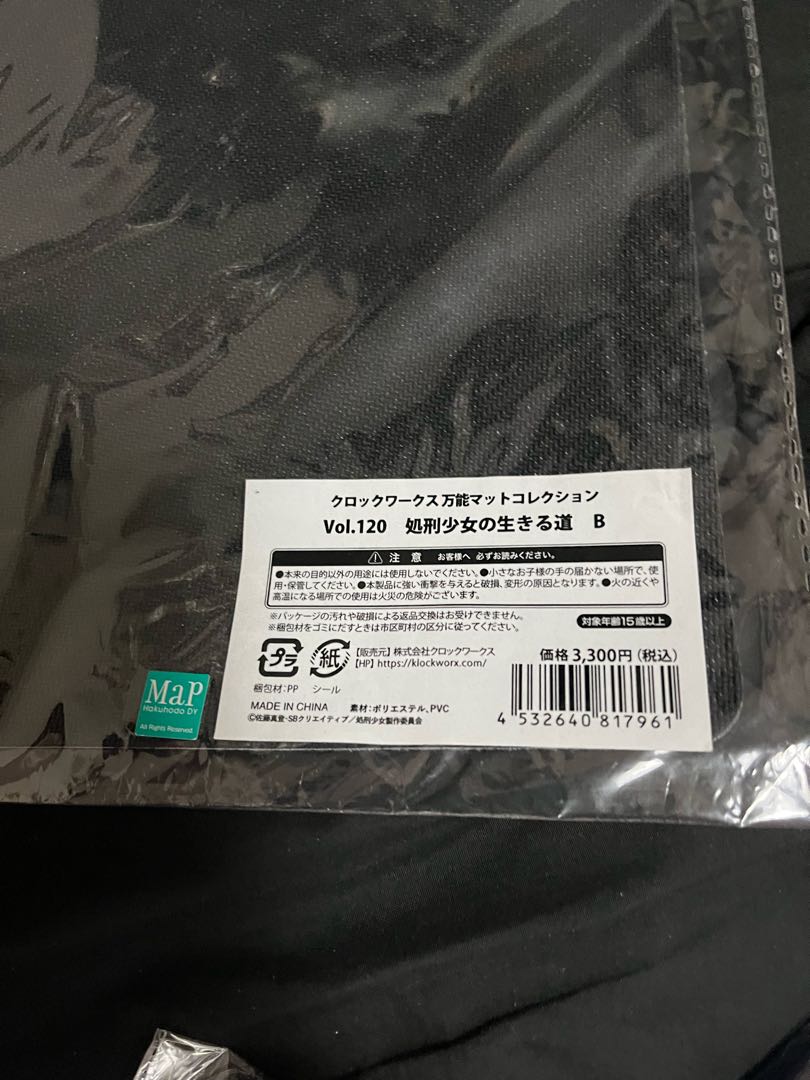 クロックワークス万能マットコレクション
Vol.120 処刑少女の生きる道 B
注意 お客様へ 必ずお読みください。
●本来の目的以外の用途には使用しないでください。●小さなお子様の手の届かない場所で、使
用・保管してください。●本製品に強い衝撃を与えると破損、変形の原因となります。●火の近くや
高温になる場所での使用は火災の危険がございます。
※パッケージの汚れや破損による返品交換はお受けできません。
※梱包材をゴミにだすときは市区町村の区分に従ってください。
対象年齢15歳以上
プラ
紙
【販売元】株式会社クロックワークス
【HP】https://klockworx.com/
梱包材:PP シール
価格3,300円(税込)
MADE IN CHINA 素材:ポリエステル、PVC
©佐藤真登・SBクリエイティブ/処刑少女製作委員会
4 532640 817961
MaP
Hakuhodo DY
All Rights Reserved